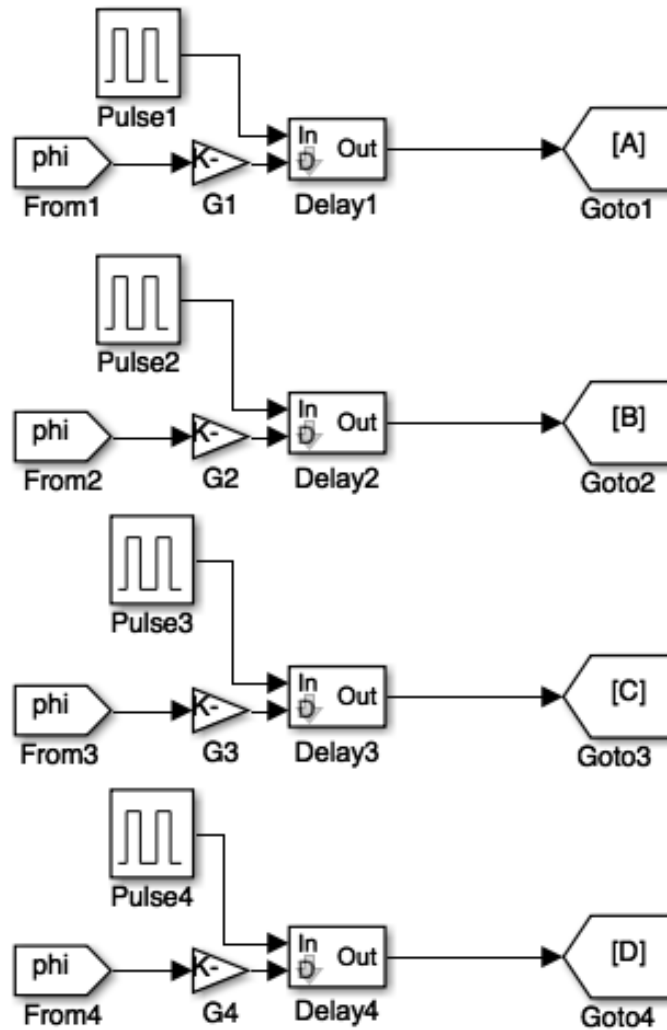 Pulse1
phi
K-
In
D
Out
[A]
From1
G1
Delay1
Goto1
Pulse2
phi
K-
In
D
Out
[B]
From2
G2
Delay2
Goto2
Pulse3
phi
K-
In
D
Out
[C]
From3
G3
Delay3
Goto3
Pulse4
phi
K-
In
D
Out
[D]
From4
G4
Delay4
Goto4